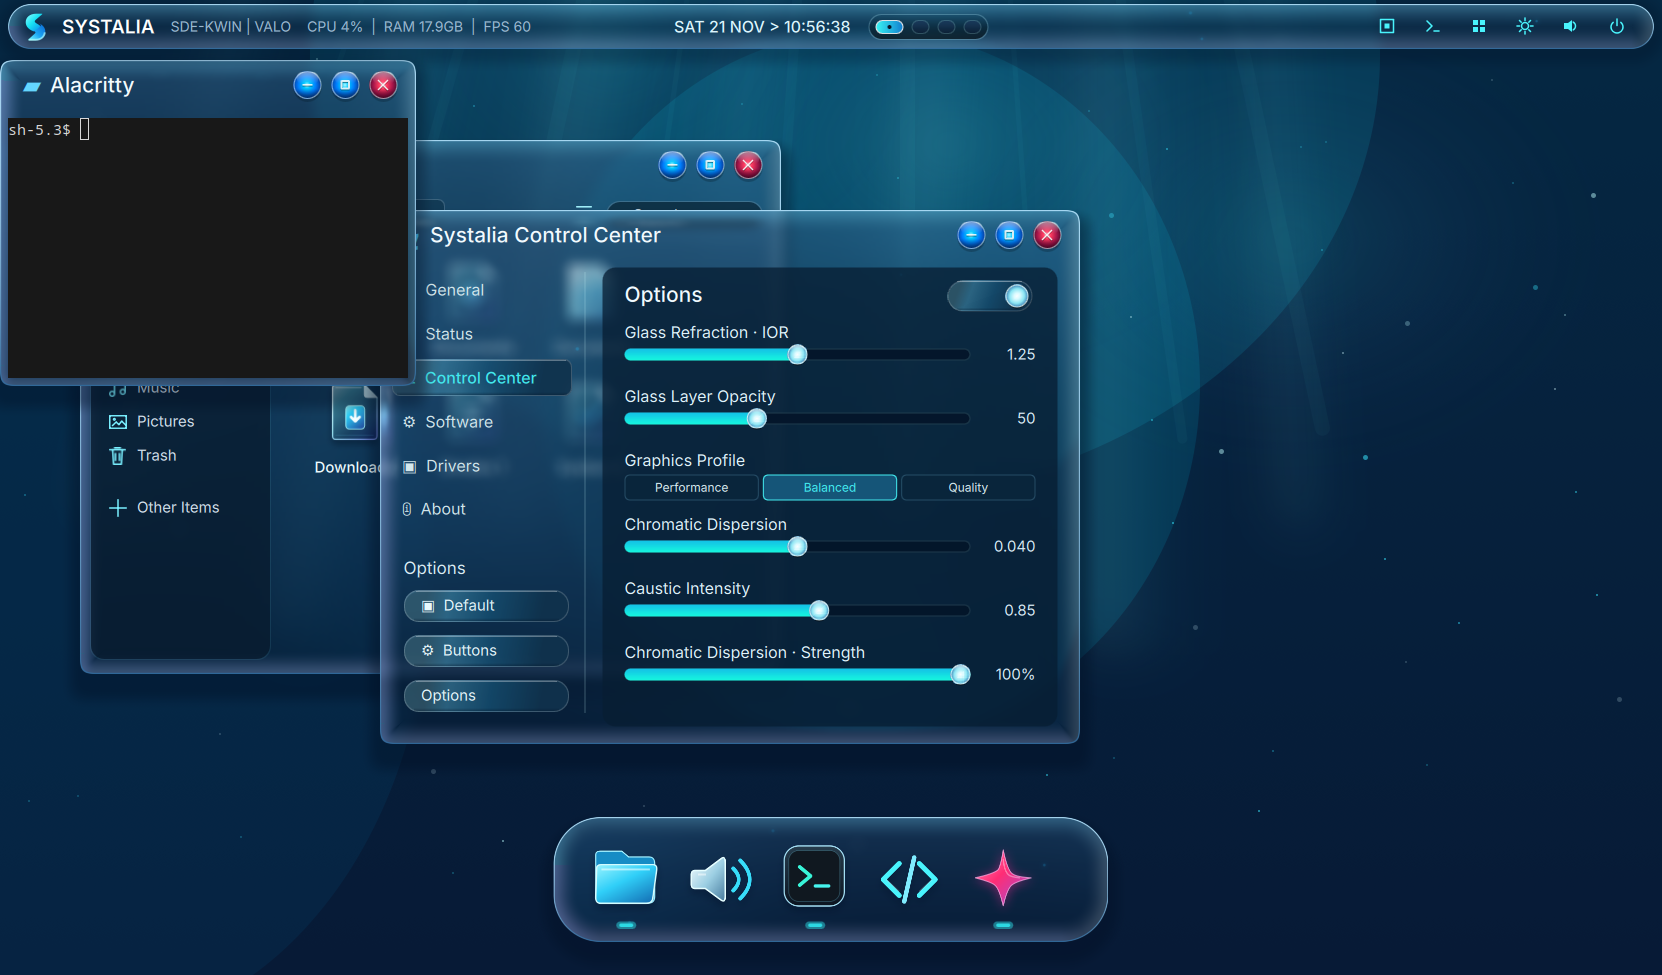 SYSTALIA SDE-KWIN | VALO CPU 4% | RAM 17.9GB | FPS 60 SAT 21 NOV > 10:56:38
Alacritty
sh-5.3$
Music
Pictures
Trash
Other Items
Systalia Control Center
General
Status
Control Center
Software
Drivers
About
Options
Default
Buttons
Options
Options
Glass Refraction · IOR
1.25
Glass Layer Opacity
50
Graphics Profile
Performance Balanced Quality
Chromatic Dispersion
0.040
Caustic Intensity
0.85
Chromatic Dispersion · Strength
100%